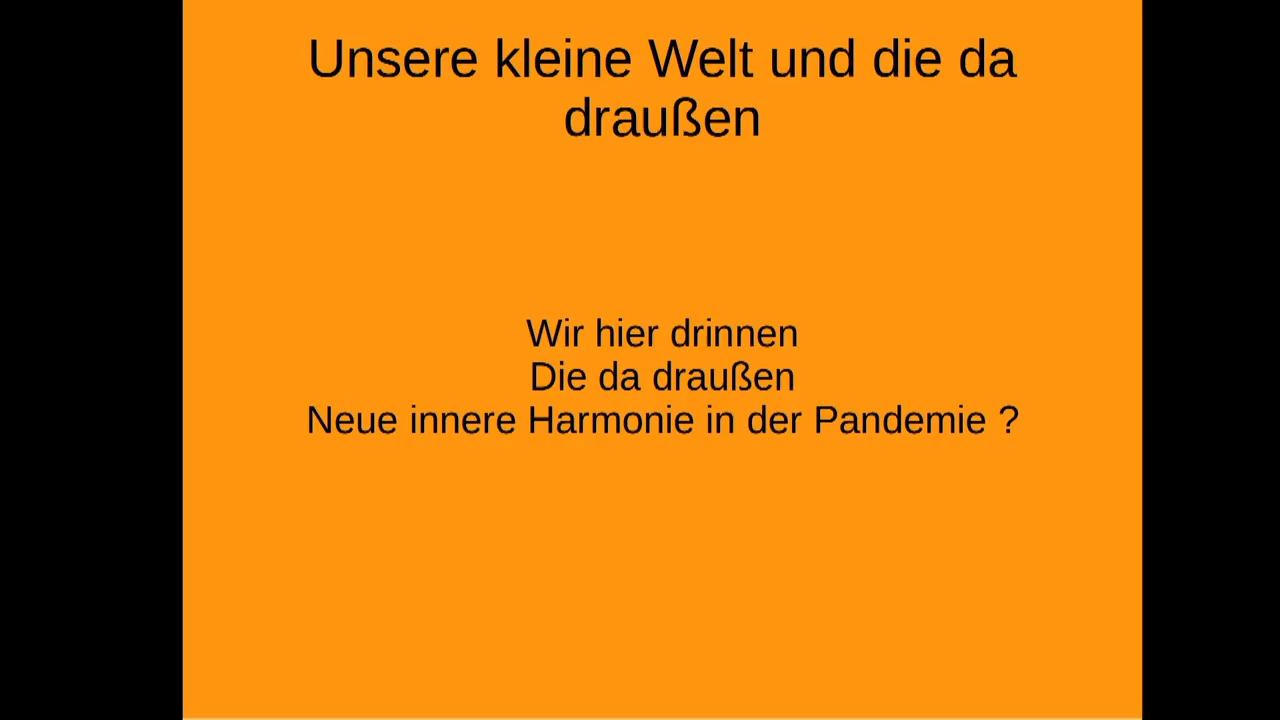 Unsere kleine Welt und die da
draußen
Wir hier drinnen
Die da draußen
Neue innere Harmonie in der Pandemie ?